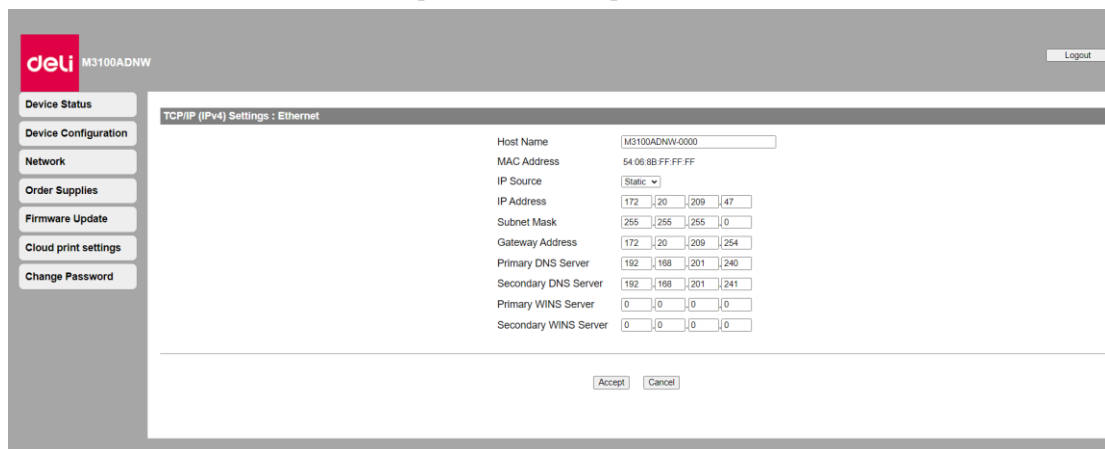 deli M3100ADNW
Logout
Device Status
Device Configuration
Network
Order Supplies
Firmware Update
Cloud print settings
Change Password
TCP/IP (IPv4) Settings : Ethernet
Host Name M3100ADNW-0000
MAC Address 54:06:8B:FF:FF:FF
IP Source Static
IP Address 172 . 20 . 209 . 47
Subnet Mask 255 . 255 . 255 . 0
Gateway Address 172 . 20 . 209 . 254
Primary DNS Server 192 . 168 . 201 . 240
Secondary DNS Server 192 . 168 . 201 . 241
Primary WINS Server 0 . 0 . 0 . 0
Secondary WINS Server 0 . 0 . 0 . 0
Accept Cancel